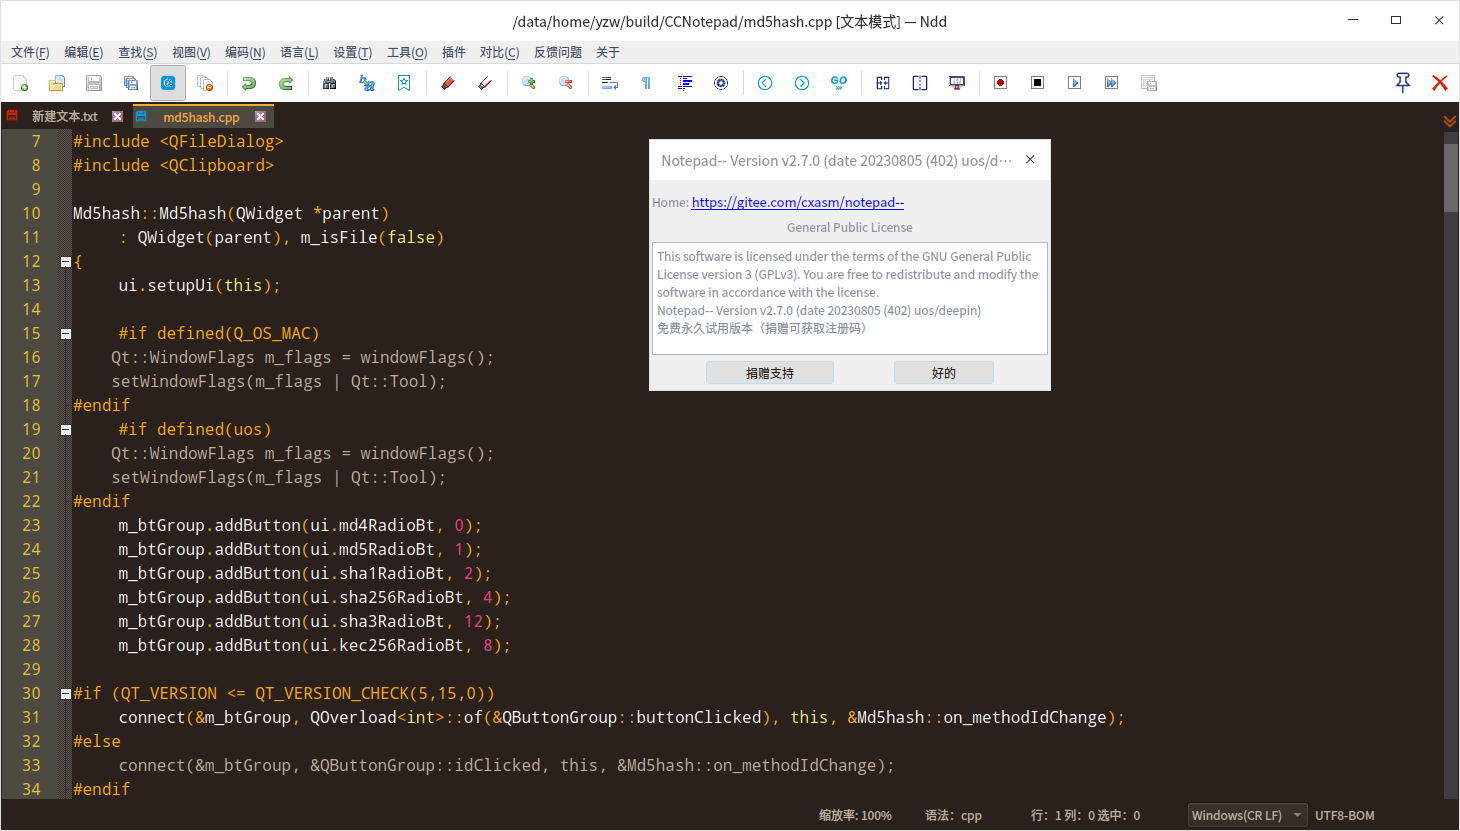 /data/home/yzw/build/CCNotepad/md5hash.cpp [文本模式] — Ndd
文件(F) 编辑(E) 查找(S) 视图(V) 编码(N) 语言(L) 设置(T) 工具(O) 插件 对比(C) 反馈问题 关于
GO
新建文本.txt md5hash.cpp
7 #include <QFileDialog>
8 #include <QClipboard>
9
10 Md5hash::Md5hash(QWidget *parent)
11 : QWidget(parent), m_isFile(false)
12 {
13 ui.setupUi(this);
14
15 #if defined(Q_OS_MAC)
16 Qt::WindowFlags m_flags = windowFlags();
17 setWindowFlags(m_flags | Qt::Tool);
18 #endif
19 #if defined(uos)
20 Qt::WindowFlags m_flags = windowFlags();
21 setWindowFlags(m_flags | Qt::Tool);
22 #endif
23 m_btGroup.addButton(ui.md4RadioBt, 0);
24 m_btGroup.addButton(ui.md5RadioBt, 1);
25 m_btGroup.addButton(ui.sha1RadioBt, 2);
26 m_btGroup.addButton(ui.sha256RadioBt, 4);
27 m_btGroup.addButton(ui.sha3RadioBt, 12);
28 m_btGroup.addButton(ui.kec256RadioBt, 8);
29
30 #if (QT_VERSION <= QT_VERSION_CHECK(5,15,0))
31 connect(&m_btGroup, QOverload<int>::of(&QButtonGroup::buttonClicked), this, &Md5hash::on_methodIdChange);
32 #else
33 connect(&m_btGroup, &QButtonGroup::idClicked, this, &Md5hash::on_methodIdChange);
34 #endif
Notepad-- Version v2.7.0 (date 20230805 (402) uos/d···
Home: https://gitee.com/cxasm/notepad--
General Public License
This software is licensed under the terms of the GNU General Public
License version 3 (GPLv3). You are free to redistribute and modify the
software in accordance with the license.
Notepad-- Version v2.7.0 (date 20230805 (402) uos/deepin)
免费永久试用版本（捐赠可获取注册码）
捐赠支持 好的
缩放率: 100% 语法：cpp 行：1 列：0 选中：0 Windows(CR LF) UTF8-BOM